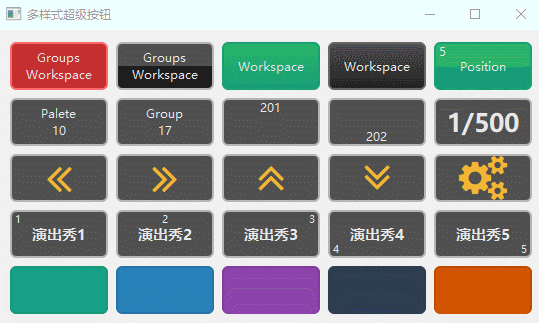 多样式超级按钮
Groups
Workspace
Groups
Workspace
Workspace
Workspace
5
Position
Palete
10
Group
17
201
202
1/500
1
演出秀1
2
演出秀2
3
演出秀3
演出秀4
4
演出秀5
5